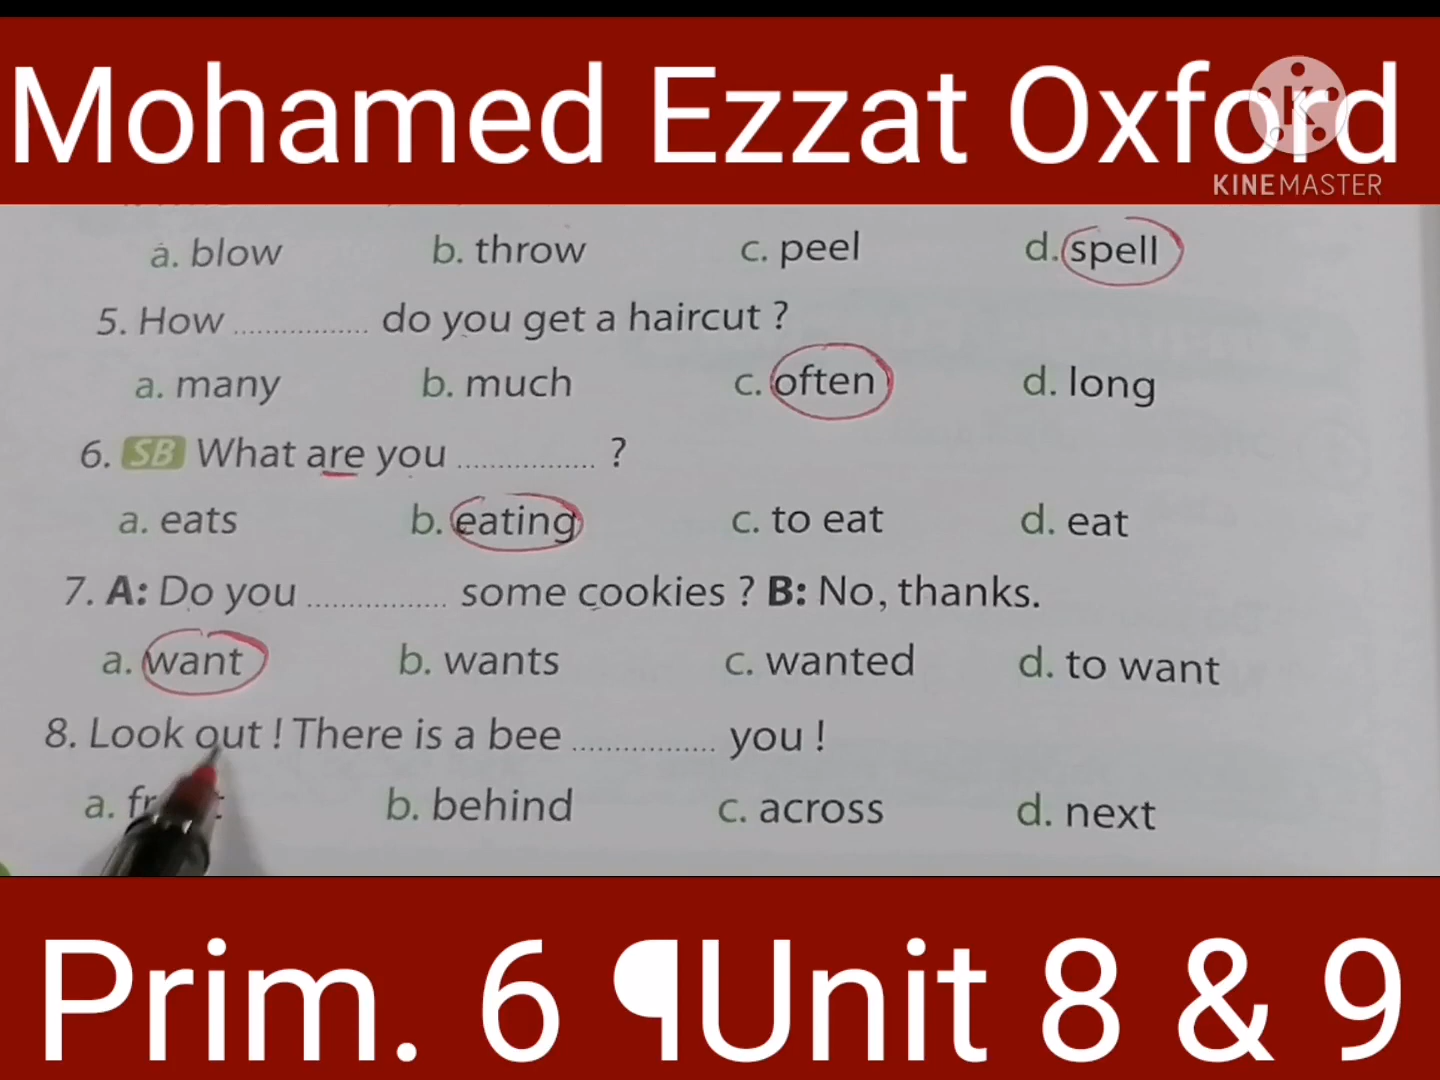 Mohamed Ezzat Oxford
KINEMASTER
a. blow b. throw c. peel d. spell
5. How ................ do you get a haircut ?
a. many b. much c. often d. long
6. SB What are you ................ ?
a. eats b. eating c. to eat d. eat
7. A: Do you ................ some cookies ? B: No, thanks.
a. want b. wants c. wanted d. to want
8. Look out ! There is a bee ................ you !
a. b. behind c. across d. next
Prim. 6 ¶Unit 8 & 9